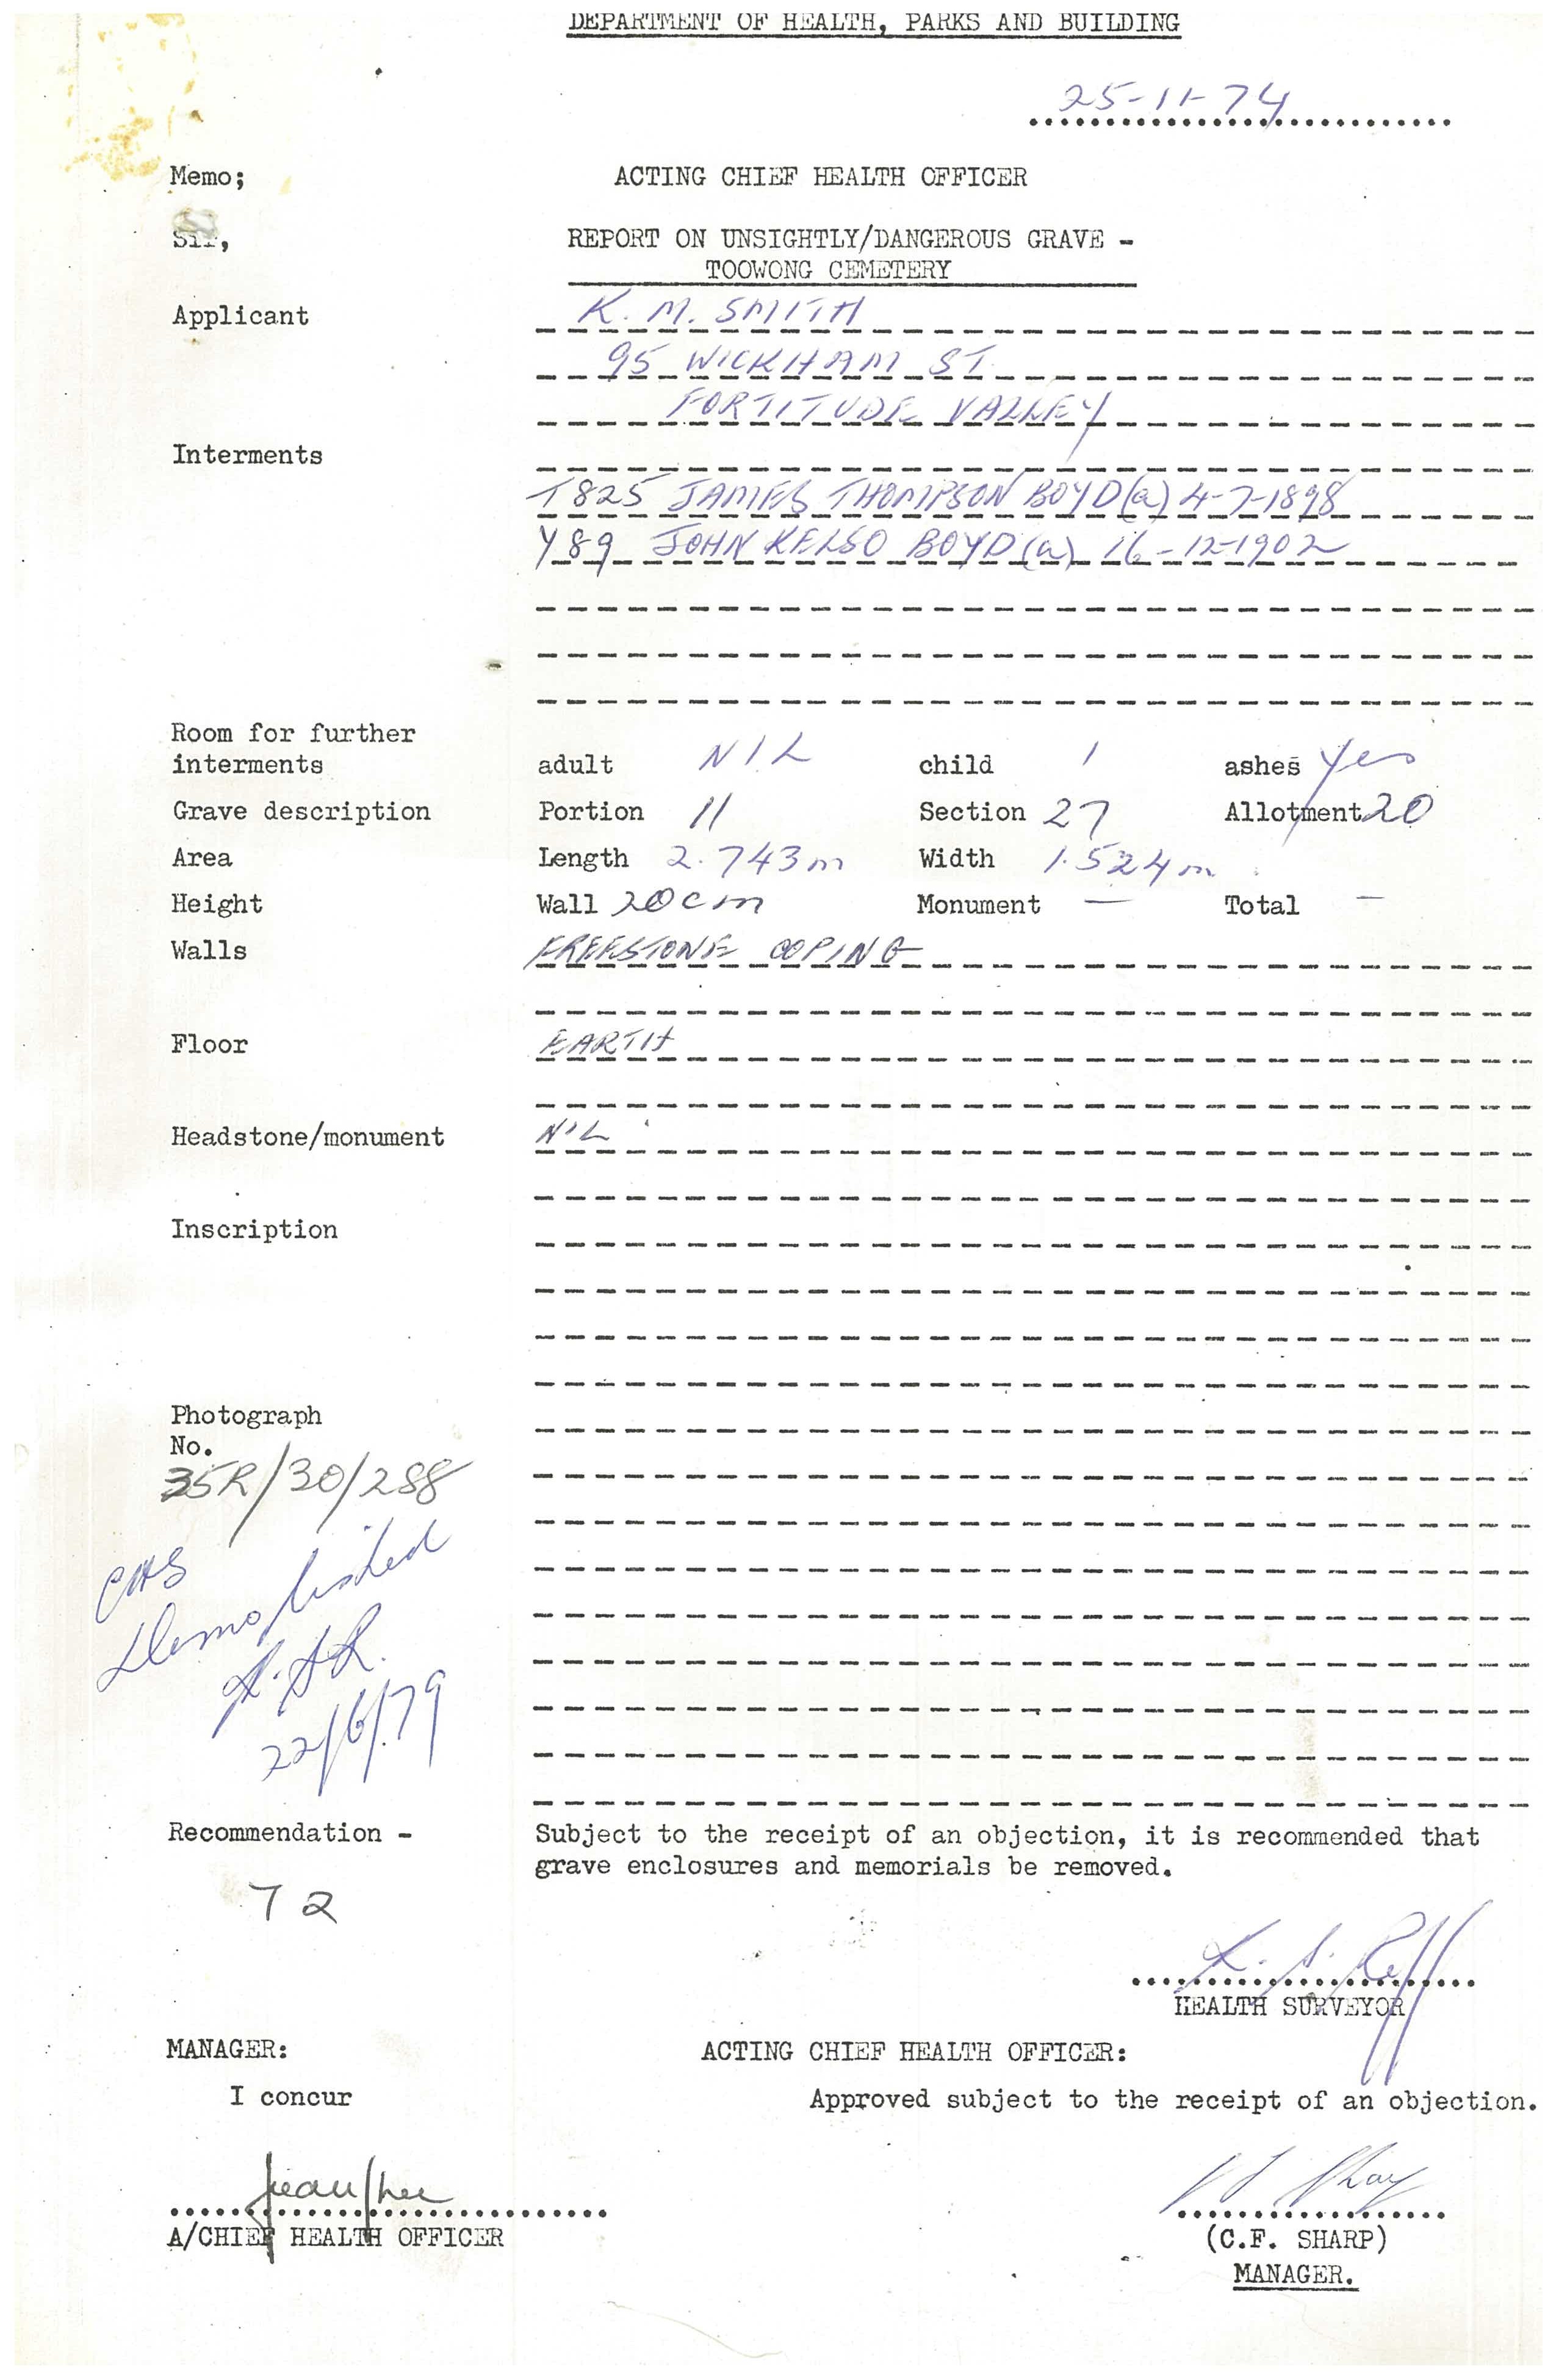 DEPARTMENT OF HEALTH, PARKS AND BUILDING
25-11-74
Memo; ACTING CHIEF HEALTH OFFICER
Sir, REPORT ON UNSIGHTLY/DANGEROUS GRAVE -
TOOWONG CEMETERY
Applicant K. M. SMITH
95 WICKHAM ST.
FORTITUDE VALLEY
Interments
T825 JAMES THOMPSON BOYD (a) 4-7-1898
Y89 JOHN KELSO BOYD (a) 16-12-1902
Room for further
interments adult NIL child 1 ashes Yes
Grave description Portion 11 Section 27 Allotment 20
Area Length 2.743m Width 1.524m
Height Wall 20cm Monument — Total —
Walls FREESTONE COPING
Floor EARTH
Headstone/monument NIL
Inscription
Photograph
No.
35R/30/288
CHS
Demolished
22/6/79
Recommendation - Subject to the receipt of an objection, it is recommended that
grave enclosures and memorials be removed.
72
HEALTH SURVEYOR
MANAGER: ACTING CHIEF HEALTH OFFICER:
I concur Approved subject to the receipt of an objection.
A/CHIEF HEALTH OFFICER (C.F. SHARP)
MANAGER.